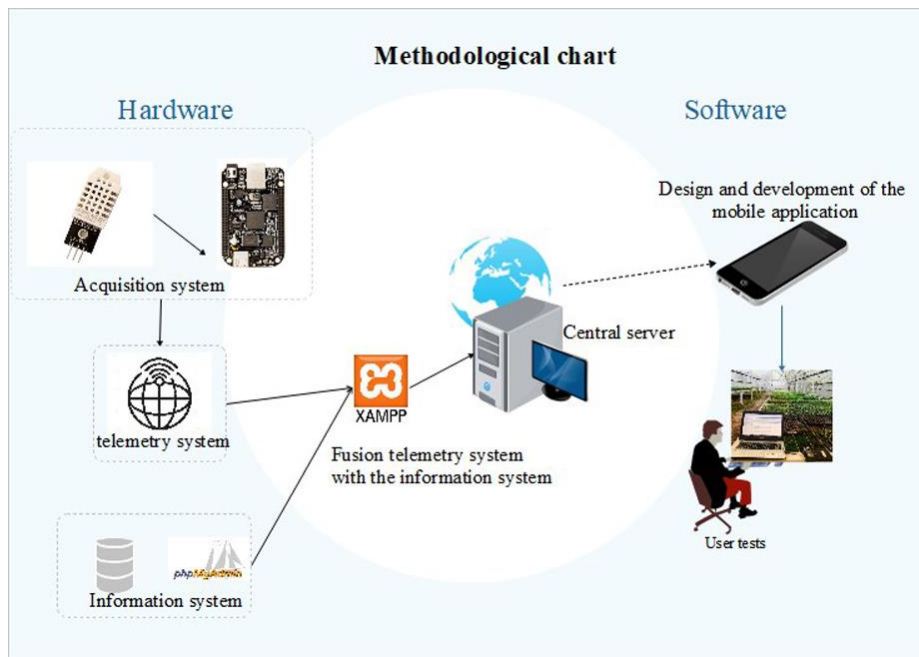 Methodological chart
Hardware
Software
Acquisition system
telemetry system
phpMyAdmin
Information system
XAMPP
Fusion telemetry system
with the information system
Central server
Design and development of the
mobile application
User tests